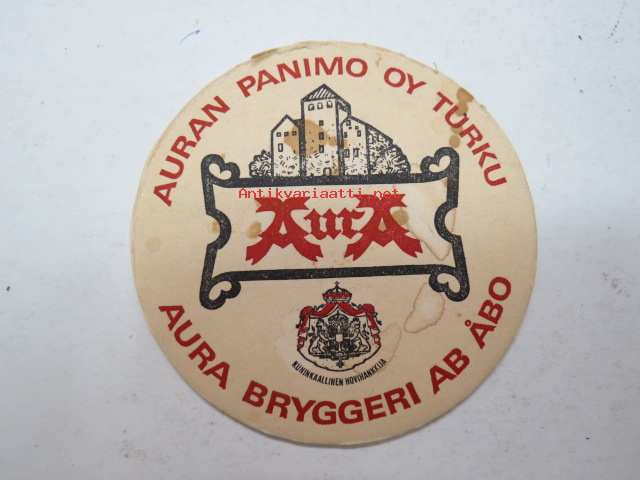 AURAN PANIMO OY TURKU
Antikvariaatti.net
AurA
KUNINKAALLINEN HOVIHANKKIJA
AURA BRYGGERI AB ÅBO